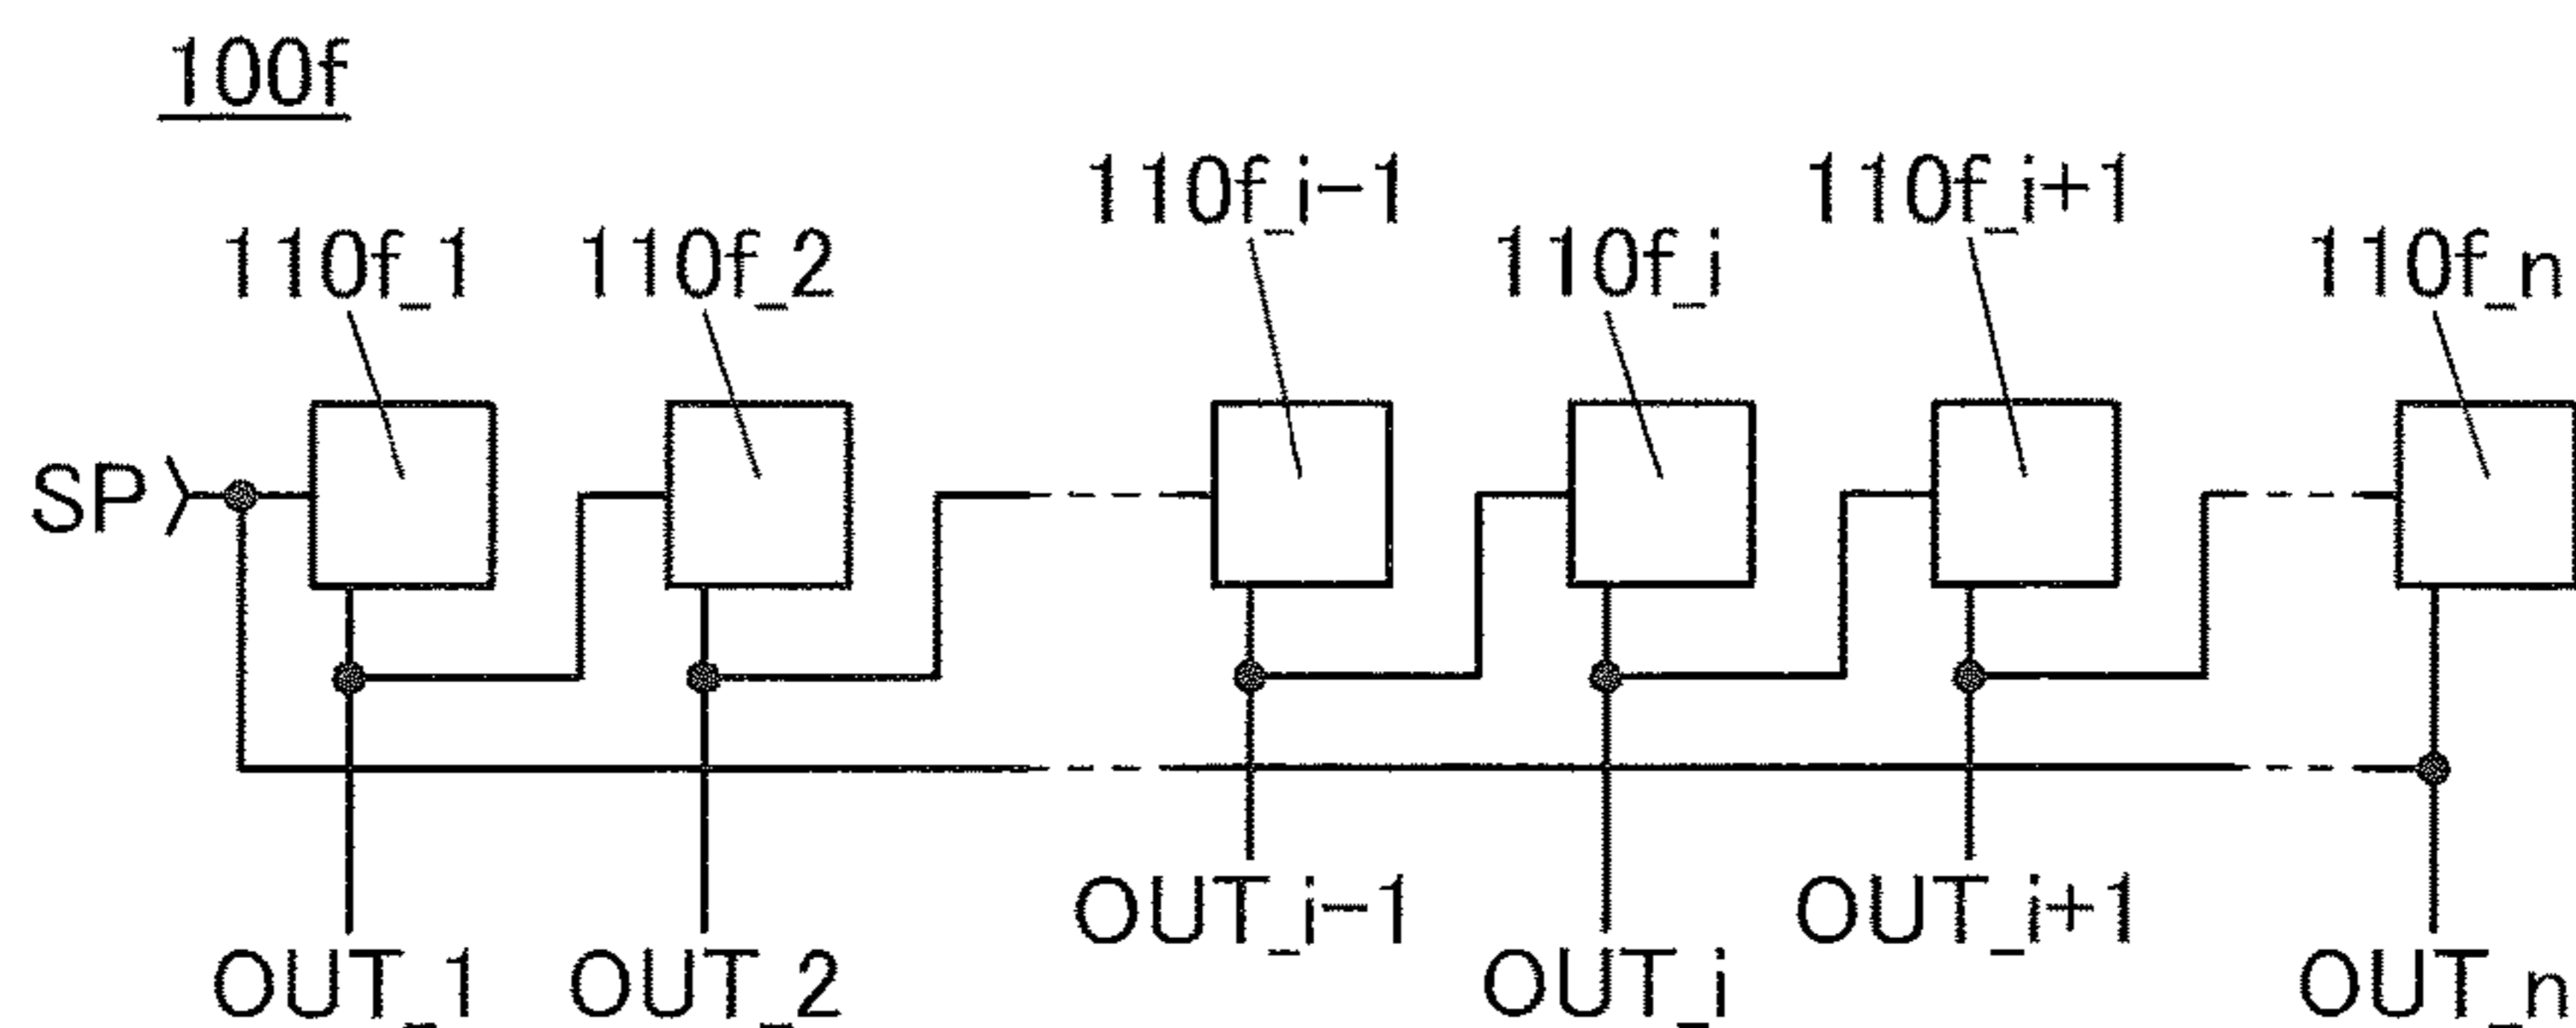 100f
110f_i-1
110f_i+1
110f_1
110f_2
110f_i
110f_n
SP
OUT_i-1
OUT_i+1
OUT_1
OUT_2
OUT_i
OUT_n